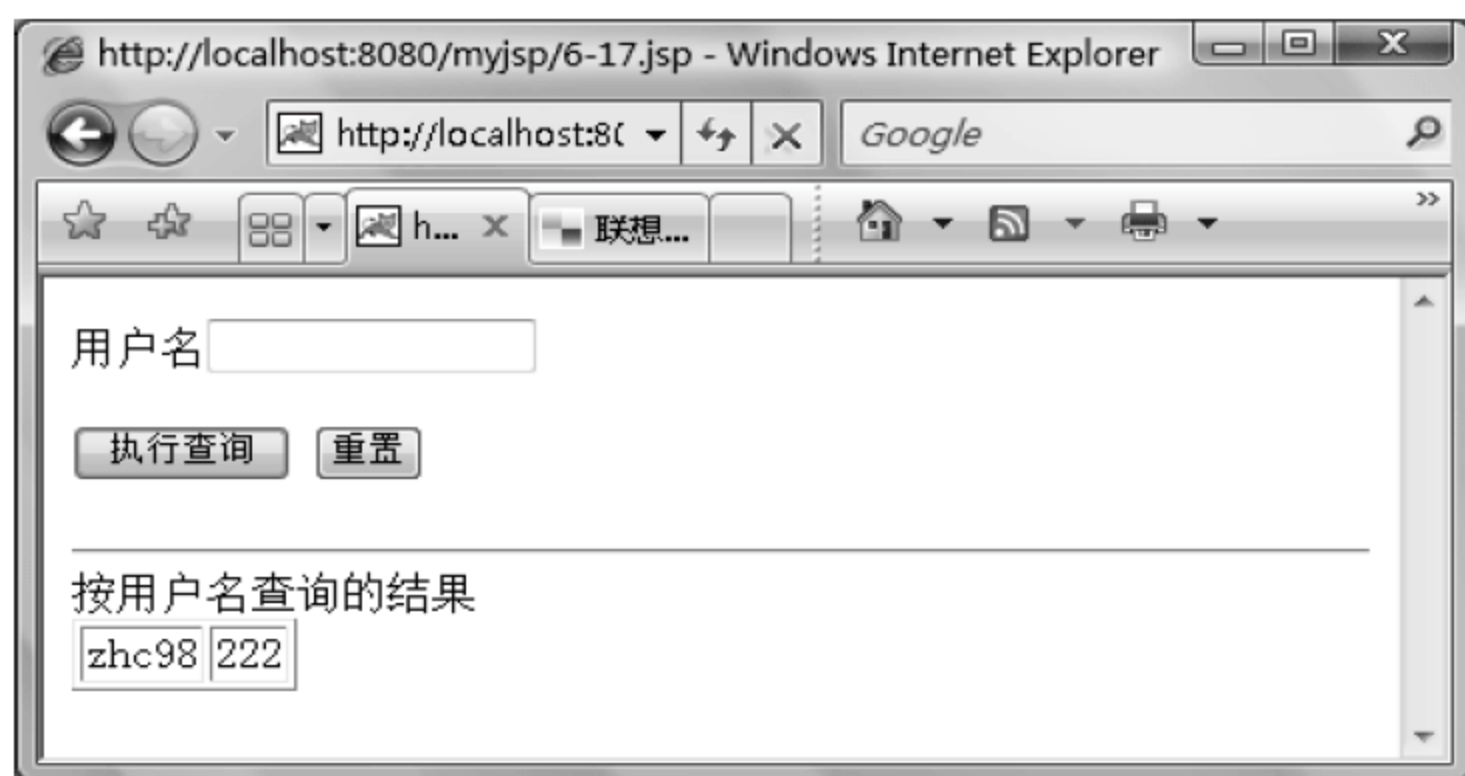 http://localhost:8080/myjsp/6-17.jsp - Windows Internet Explorer
http://localhost:8( Google
h... 联想...
用户名
执行查询 重置
按用户名查询的结果
zhc98 222